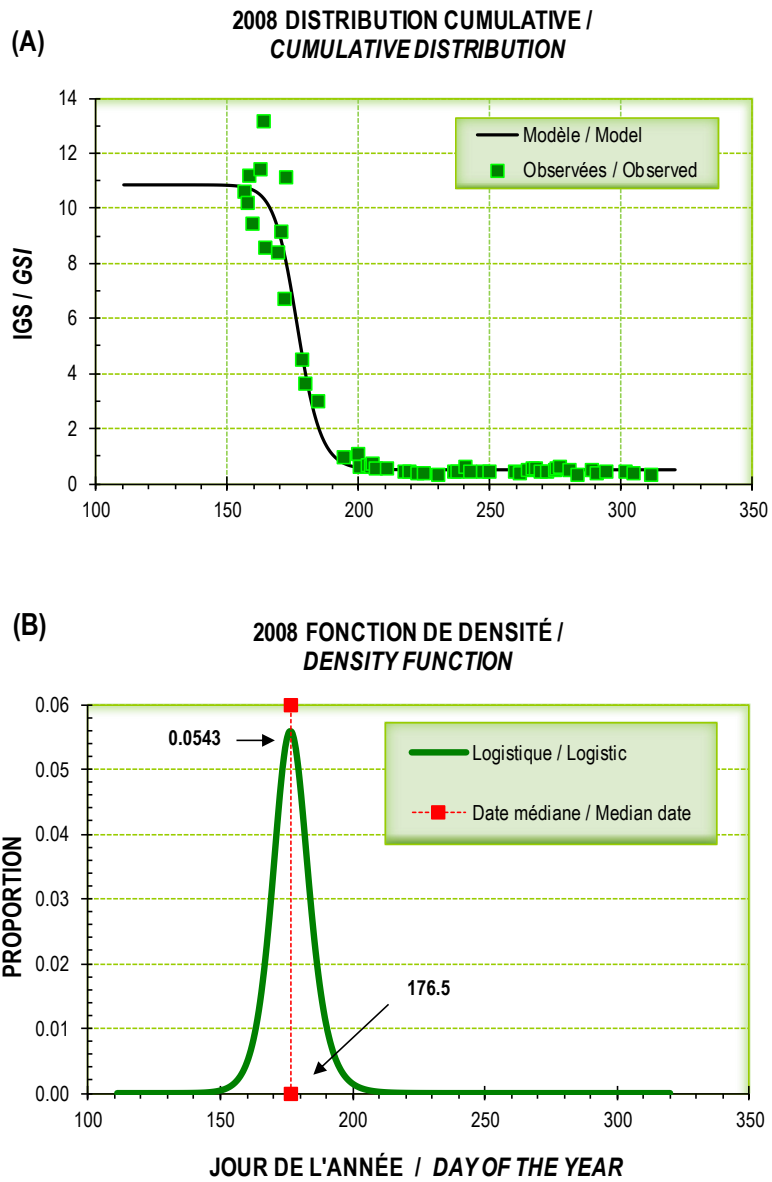 (A)
2008 DISTRIBUTION CUMULATIVE /
CUMULATIVE DISTRIBUTION
IGS / GSI
14
12
10
8
6
4
2
0
100 150 200 250 300 350
Modèle / Model
Observées / Observed
(B)
2008 FONCTION DE DENSITÉ /
DENSITY FUNCTION
PROPORTION
0.06
0.05
0.04
0.03
0.02
0.01
0.00
100 150 200 250 300 350
0.0543
Logistique / Logistic
Date médiane / Median date
176.5
JOUR DE L'ANNÉE / DAY OF THE YEAR